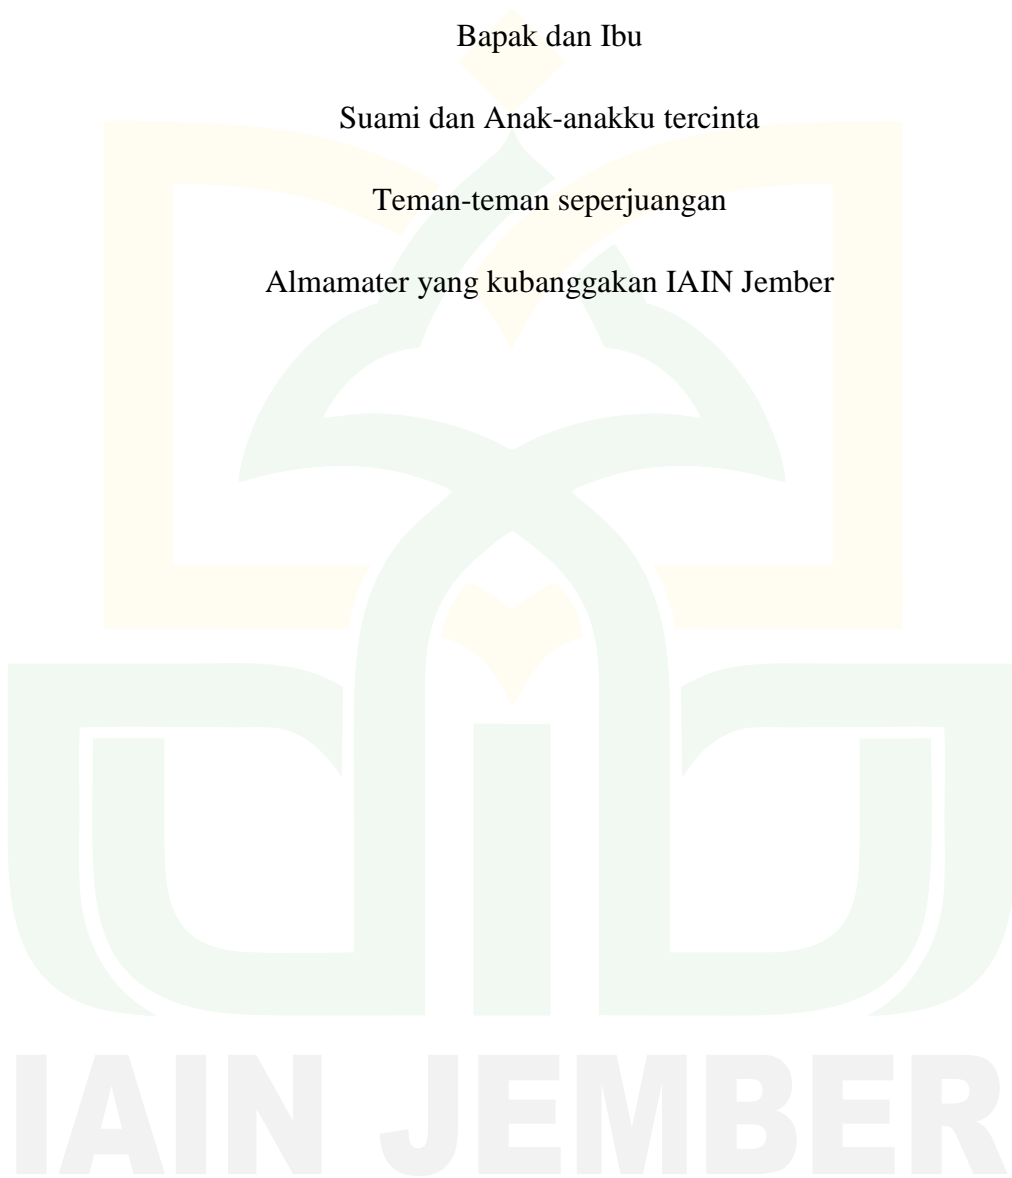 Bapak dan Ibu
Suami dan Anak-anakku tercinta
Teman-teman seperjuangan
Almamater yang kubanggakan IAIN Jember
IAIN JEMBER